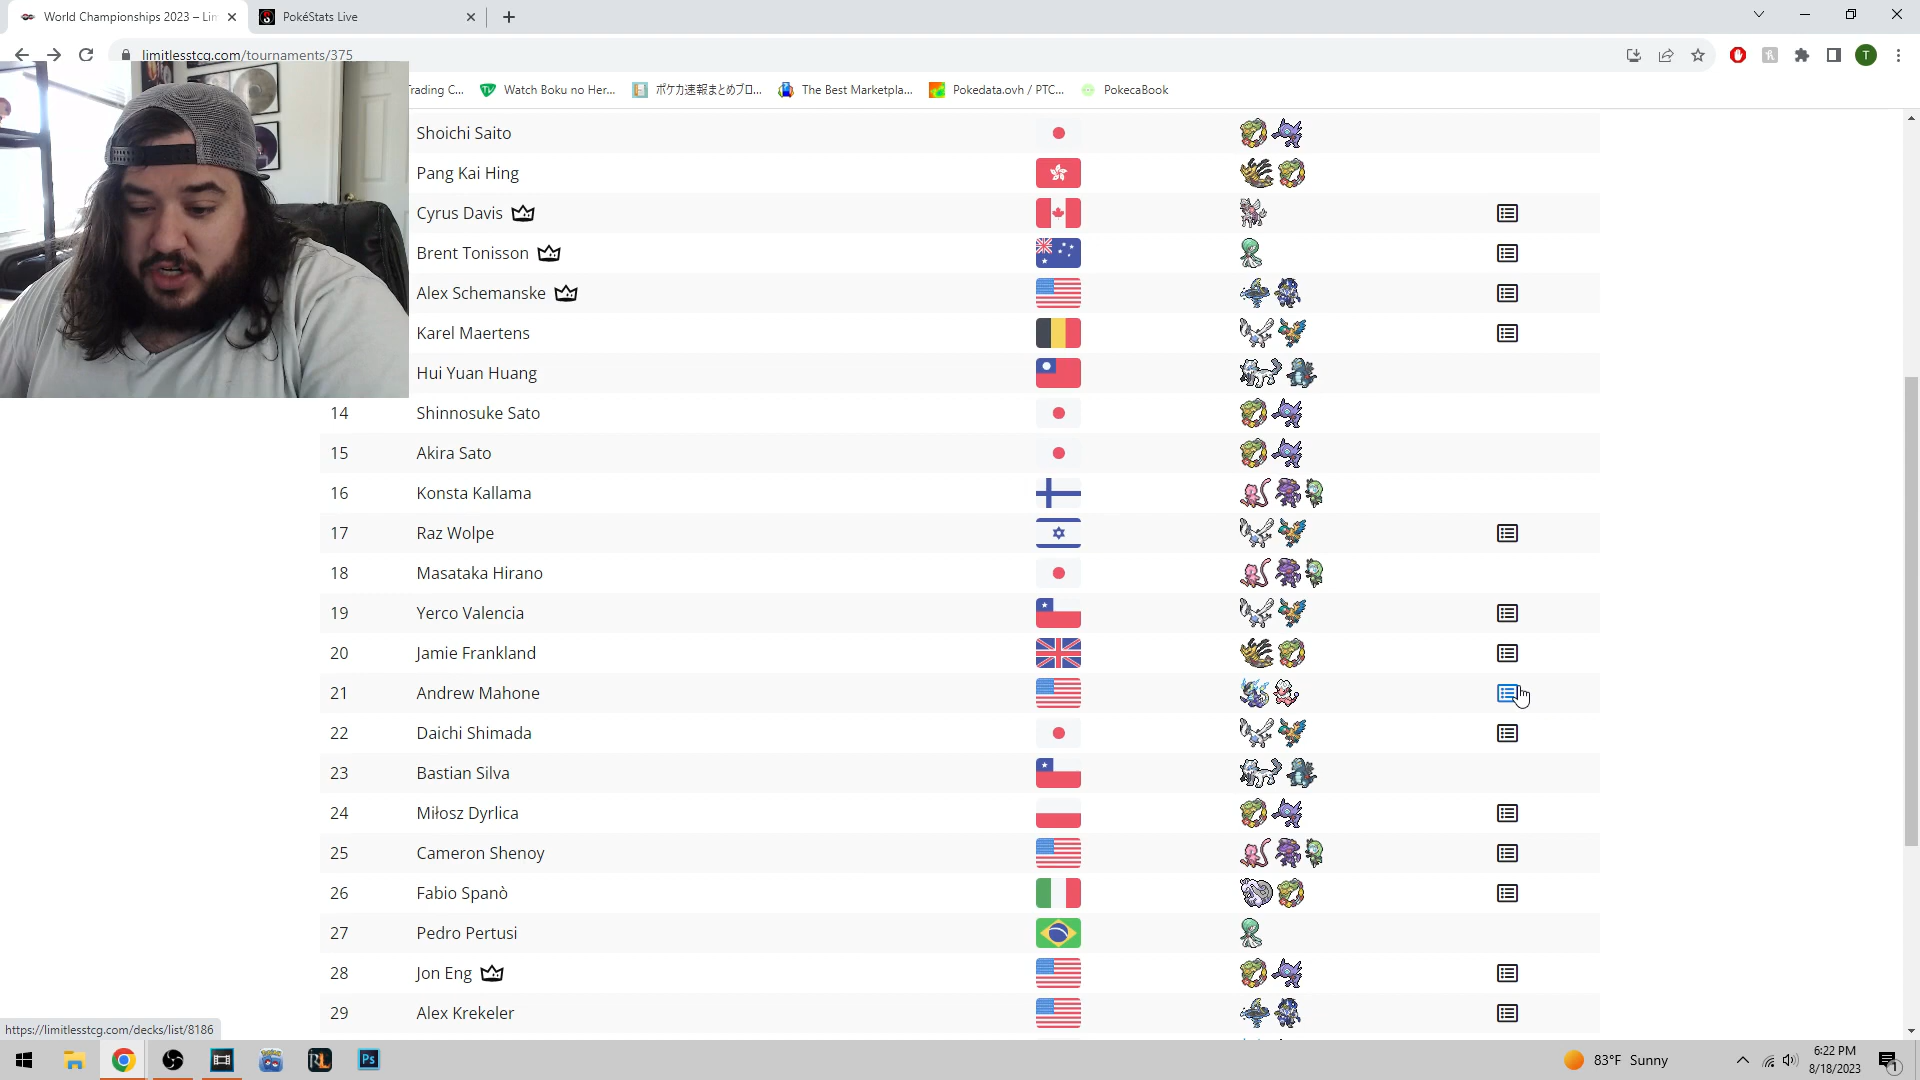 World Championships 2023 – Lim
PokéStats Live
limitlesstcg.com/tournaments/375
Trading C...
Watch Boku no Her...
ポケカ速報まとめブロ...
The Best Marketpla...
Pokedata.ovh / PTC...
PokecaBook
T
Shoichi Saito
Pang Kai Hing
Cyrus Davis
Brent Tonisson
Alex Schemanske
Karel Maertens
Hui Yuan Huang
14 Shinnosuke Sato
15 Akira Sato
16 Konsta Kallama
17 Raz Wolpe
18 Masataka Hirano
19 Yerco Valencia
20 Jamie Frankland
21 Andrew Mahone
22 Daichi Shimada
23 Bastian Silva
24 Miłosz Dyrlica
25 Cameron Shenoy
26 Fabio Spanò
27 Pedro Pertusi
28 Jon Eng
29 Alex Krekeler
https://limitlesstcg.com/decks/list/8186
RL
Ps
83°F Sunny
6:22 PM
8/18/2023
1